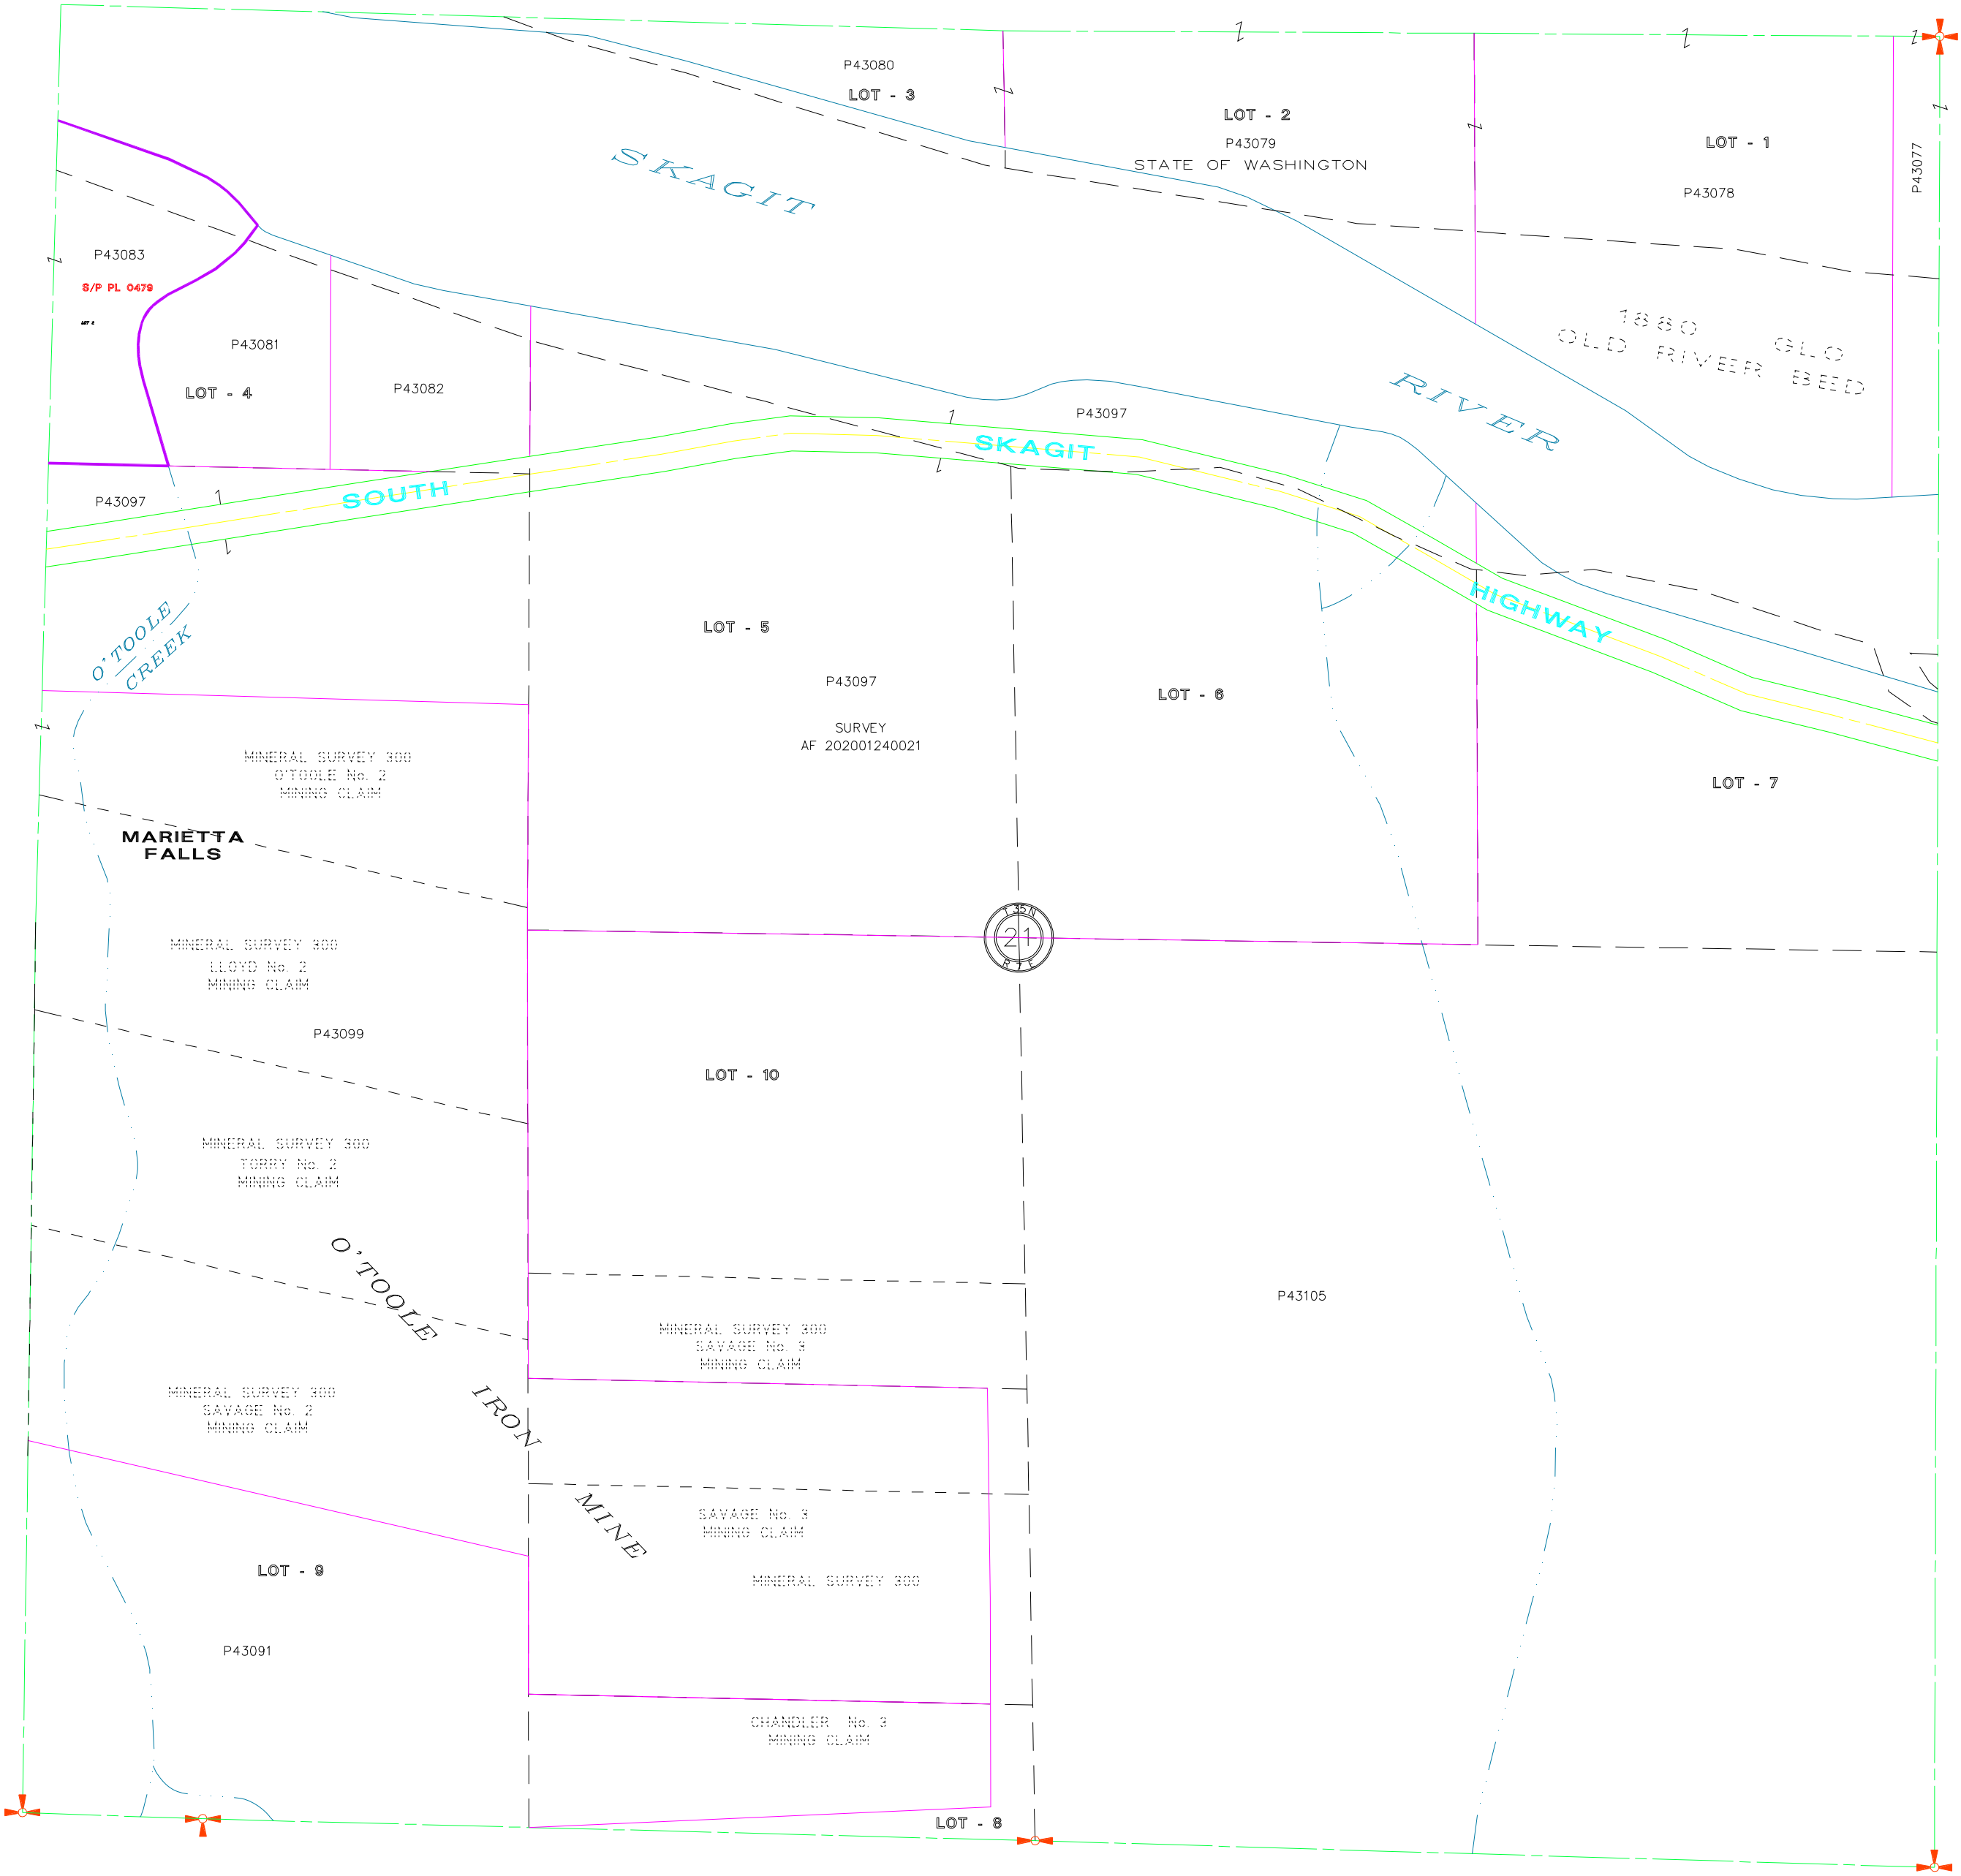 P43080
LOT - 3
LOT - 2
P43079
STATE OF WASHINGTON
LOT - 1
P43078
P43077
SKAGIT
RIVER
P43083
S/P PL 0479
P43081
LOT - 4
P43082
1880 GLO
OLD RIVER BED
P43097
SOUTH
SKAGIT
HIGHWAY
P43097
O'TOOLE
CREEK
LOT - 5
P43097
SURVEY
AF 202001240021
LOT - 6
LOT - 7
MINERAL SURVEY 300
O'TOOLE No. 2
MINING CLAIM
MARIETTA
FALLS
T35N
21
R 7 E
MINERAL SURVEY 300
LLOYD No. 2
MINING CLAIM
P43099
LOT - 10
MINERAL SURVEY 300
TORRY No. 2
MINING CLAIM
O'TOOLE
IRON
MINE
P43105
MINERAL SURVEY 300
SAVAGE No. 3
MINING CLAIM
MINERAL SURVEY 300
SAVAGE No. 2
MINING CLAIM
SAVAGE No. 3
MINING CLAIM
MINERAL SURVEY 300
LOT - 9
P43091
CHANDLER No. 3
MINING CLAIM
LOT - 8